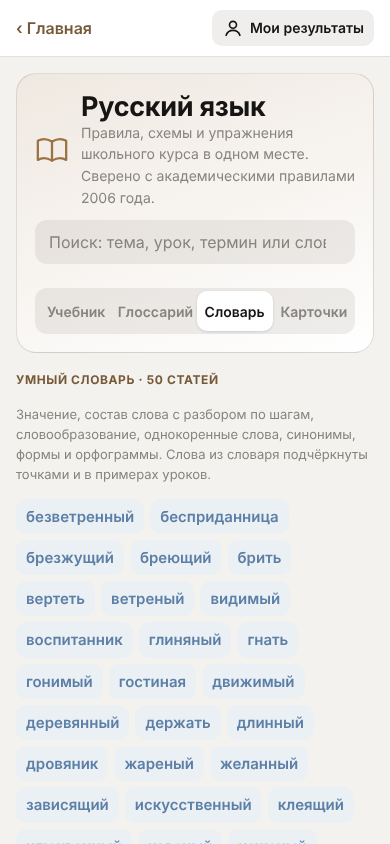 ‹ Главная
Мои результаты
Русский язык
Правила, схемы и упражнения
школьного курса в одном месте.
Сверено с академическими правилами
2006 года.
Поиск: тема, урок, термин или
Учебник Глоссарий Словарь Карточки
УМНЫЙ СЛОВАРЬ · 50 СТАТЕЙ
Значение, состав слова с разбором по шагам,
словообразование, однокоренные слова, синонимы,
формы и орфограммы. Слова из словаря подчёркнуты
точками и в примерах уроков.
безветренный бесприданница
брезжущий бреющий брить
вертеть ветреный видимый
воспитанник глиняный гнать
гонимый гостиная движимый
деревянный держать длинный
дровяник жареный желанный
зависящий искусственный клеящий